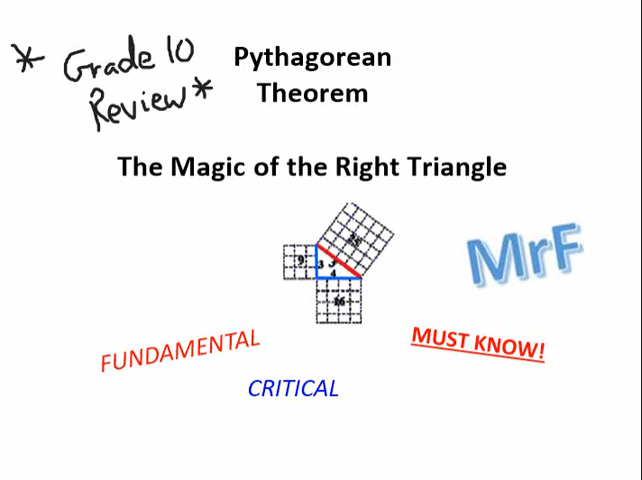 * Grade 10
Review *
Pythagorean
Theorem
The Magic of the Right Triangle
25
9
3
5
4
16
MrF
FUNDAMENTAL
MUST KNOW!
CRITICAL